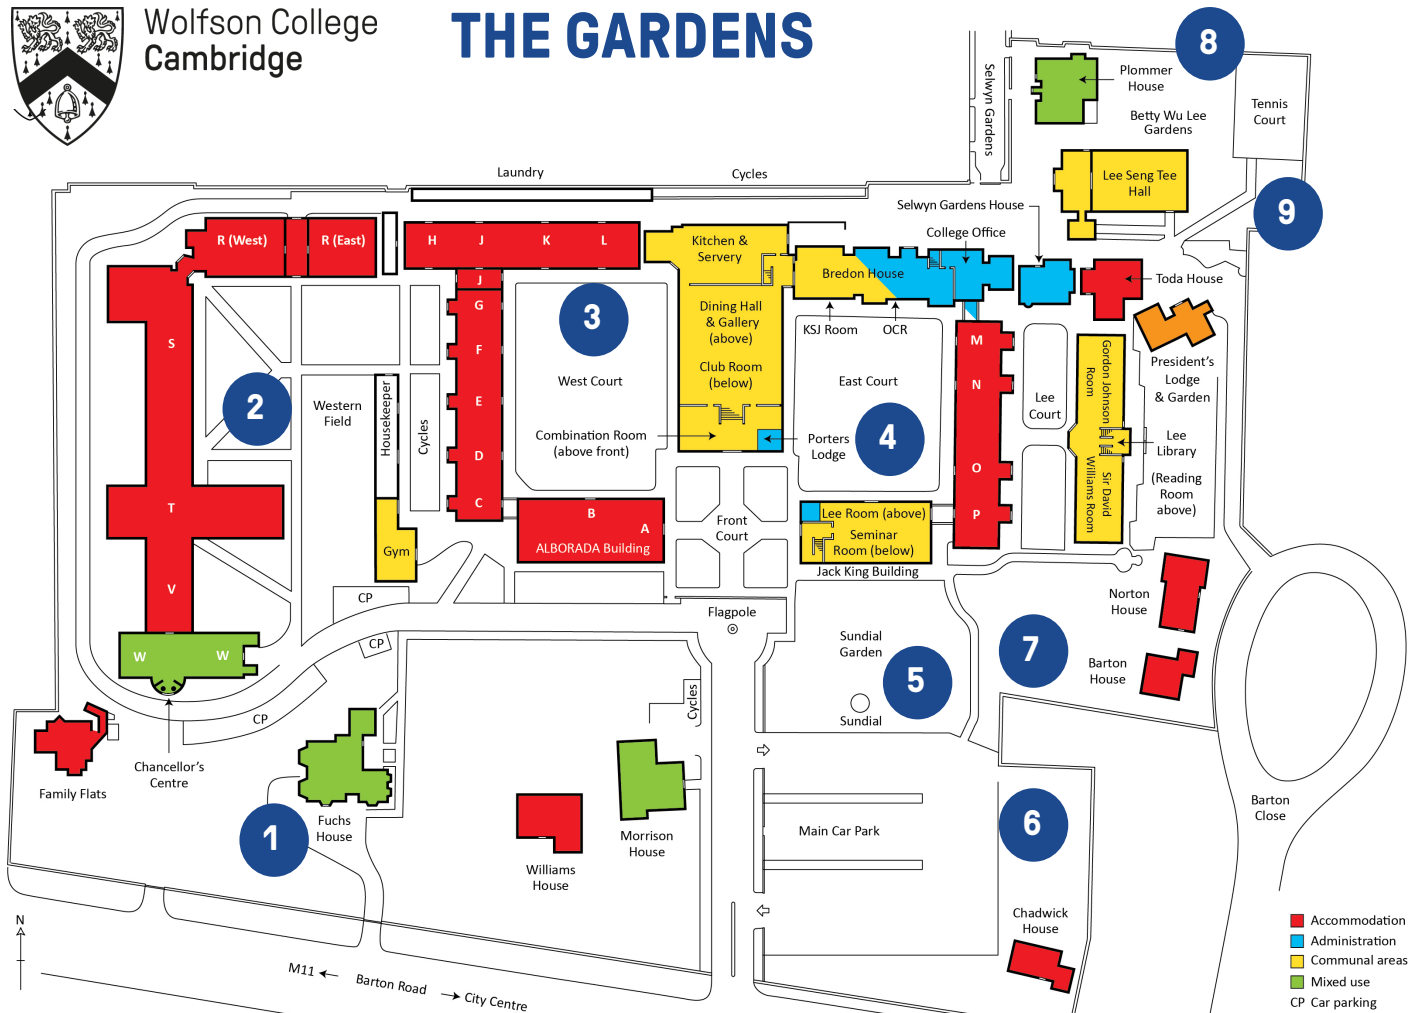 Wolfson College
Cambridge
THE GARDENS
8
Plommer
House
Selwyn Gardens
Tennis
Court
Betty Wu Lee
Gardens
Laundry
Cycles
Lee Seng Tee
Hall
9
Selwyn Gardens House
College Office
R (West)
R (East)
H
J
K
L
Kitchen &
Servery
Bredon House
Toda House
J
G
3
Dining Hall
& Gallery
(above)
KSJ Room
OCR
S
F
M
Club Room
(below)
President's
Lodge
& Garden
West Court
East Court
N
Gordon Johnson
Room
2
Western
Field
Housekeeper
Cycles
E
Lee
Court
Combination Room
(above front)
Porters
Lodge
4
Lee
Library
D
O
(Reading
Room
above)
Sir David
Williams Room
C
T
B
A
ALBORADA Building
Front
Court
Lee Room (above)
Seminar
Room (below)
P
Gym
Jack King Building
V
CP
Flagpole
Norton
House
CP
W
W
Sundial
Garden
7
Barton
House
5
Cycles
Sundial
CP
Chancellor's
Centre
Family Flats
Fuchs
House
1
Williams
House
Morrison
House
Main Car Park
6
Barton
Close
Chadwick
House
N
M11
Barton Road
City Centre
Accommodation
Administration
Communal areas
Mixed use
CP Car parking